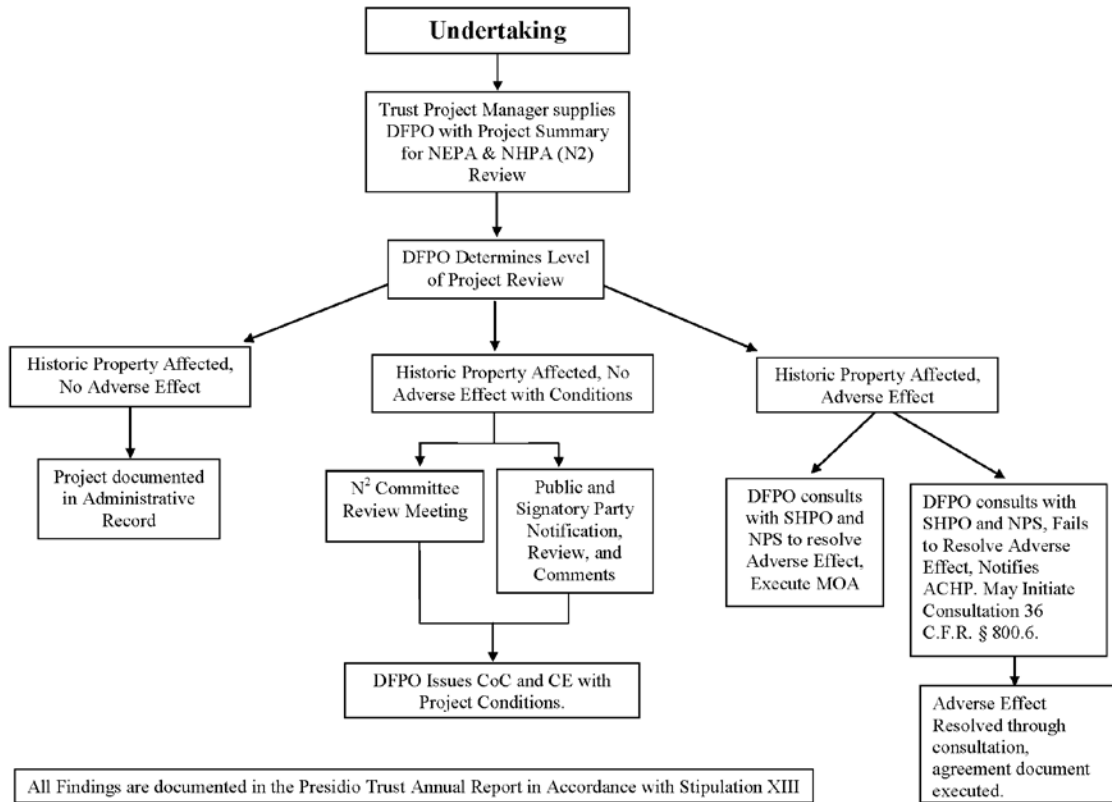 Undertaking
Trust Project Manager supplies
DFPO with Project Summary
for NEPA & NHPA (N2)
Review
DFPO Determines Level
of Project Review
Historic Property Affected,
No Adverse Effect
Historic Property Affected, No
Adverse Effect with Conditions
Historic Property Affected,
Adverse Effect
Project documented
in Administrative
Record
N² Committee
Review Meeting
Public and
Signatory Party
Notification,
Review, and
Comments
DFPO consults
with SHPO and
NPS to resolve
Adverse Effect,
Execute MOA
DFPO consults with
SHPO and NPS, Fails
to Resolve Adverse
Effect, Notifies
ACHP. May Initiate
Consultation 36
C.F.R. § 800.6.
DFPO Issues CoC and CE with
Project Conditions.
Adverse Effect
Resolved through
consultation,
agreement document
executed.
All Findings are documented in the Presidio Trust Annual Report in Accordance with Stipulation XIII